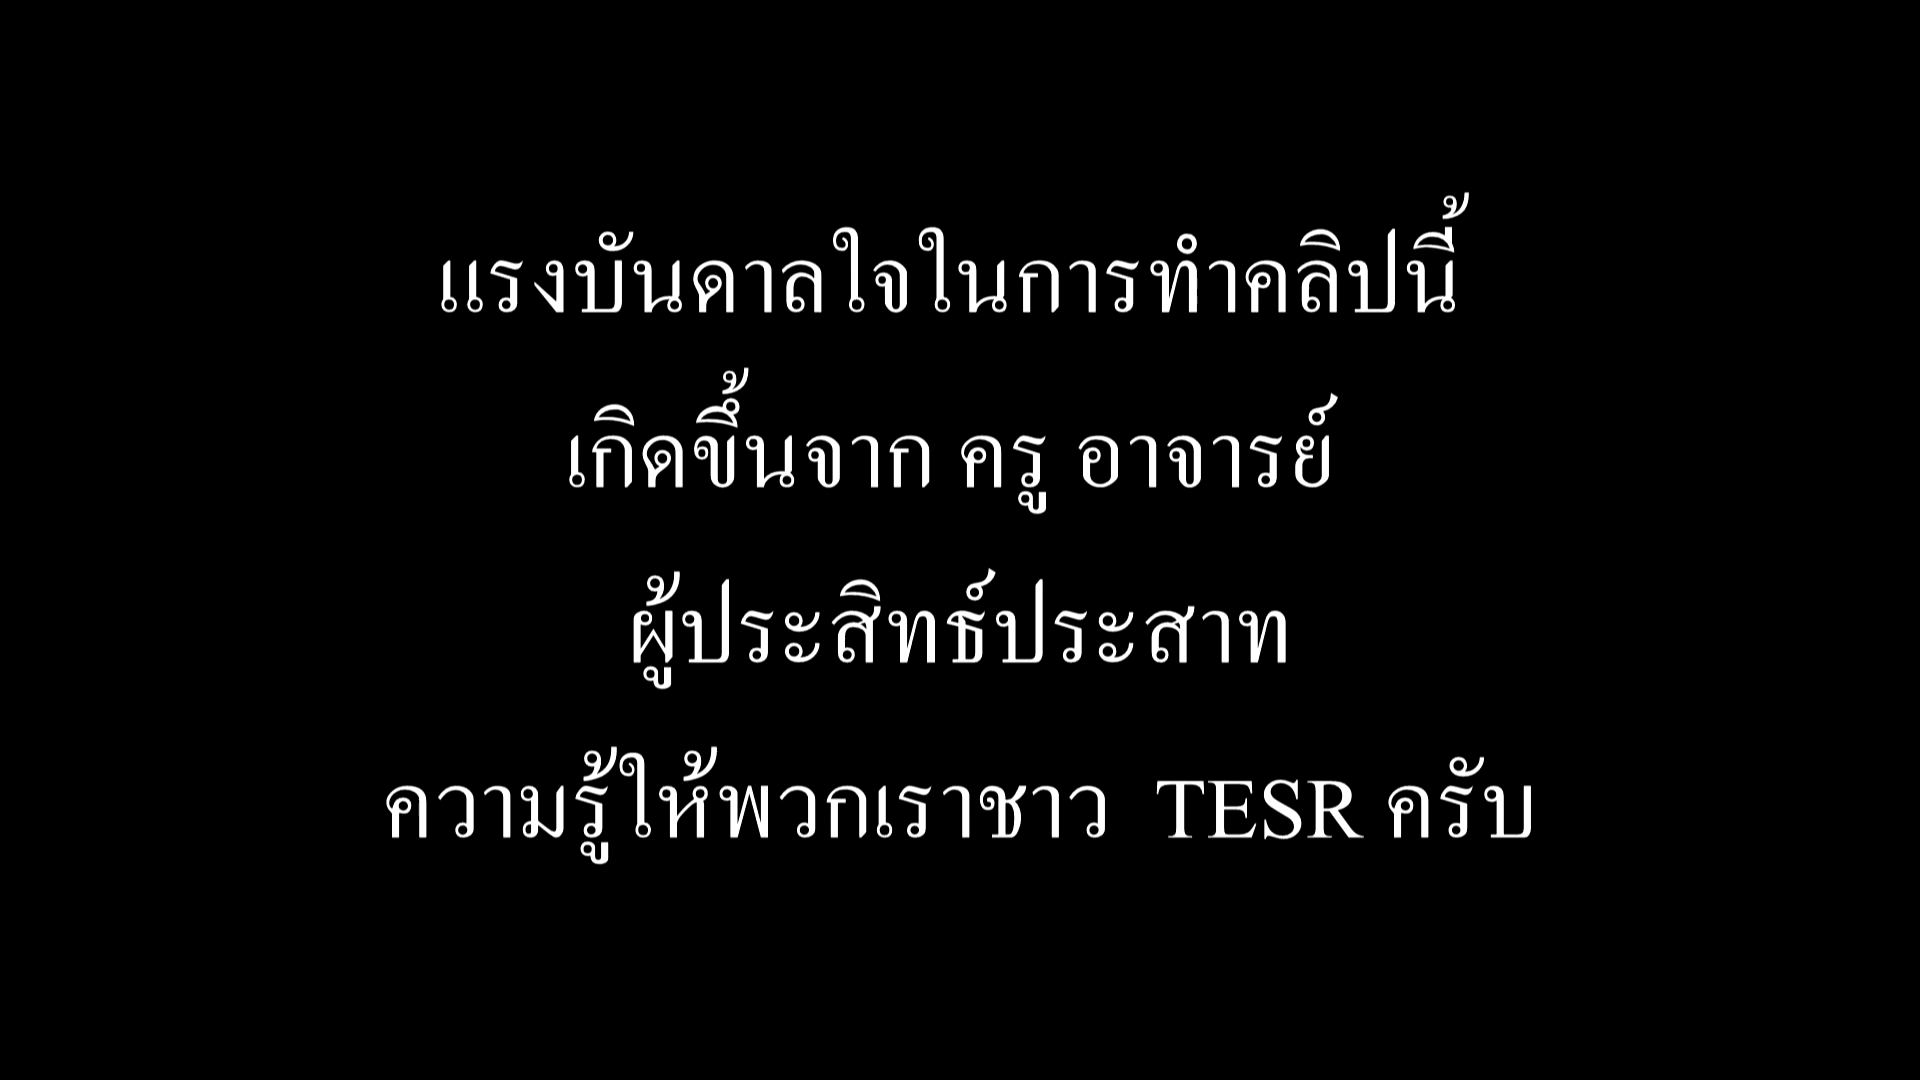 แรงบันดาลใจในการทำคลิปนี้
เกิดขึ้นจาก ครู อาจารย์
ผู้ประสิทธ์ประสาท
ความรู้ให้พวกเราชาว TESR ครับ